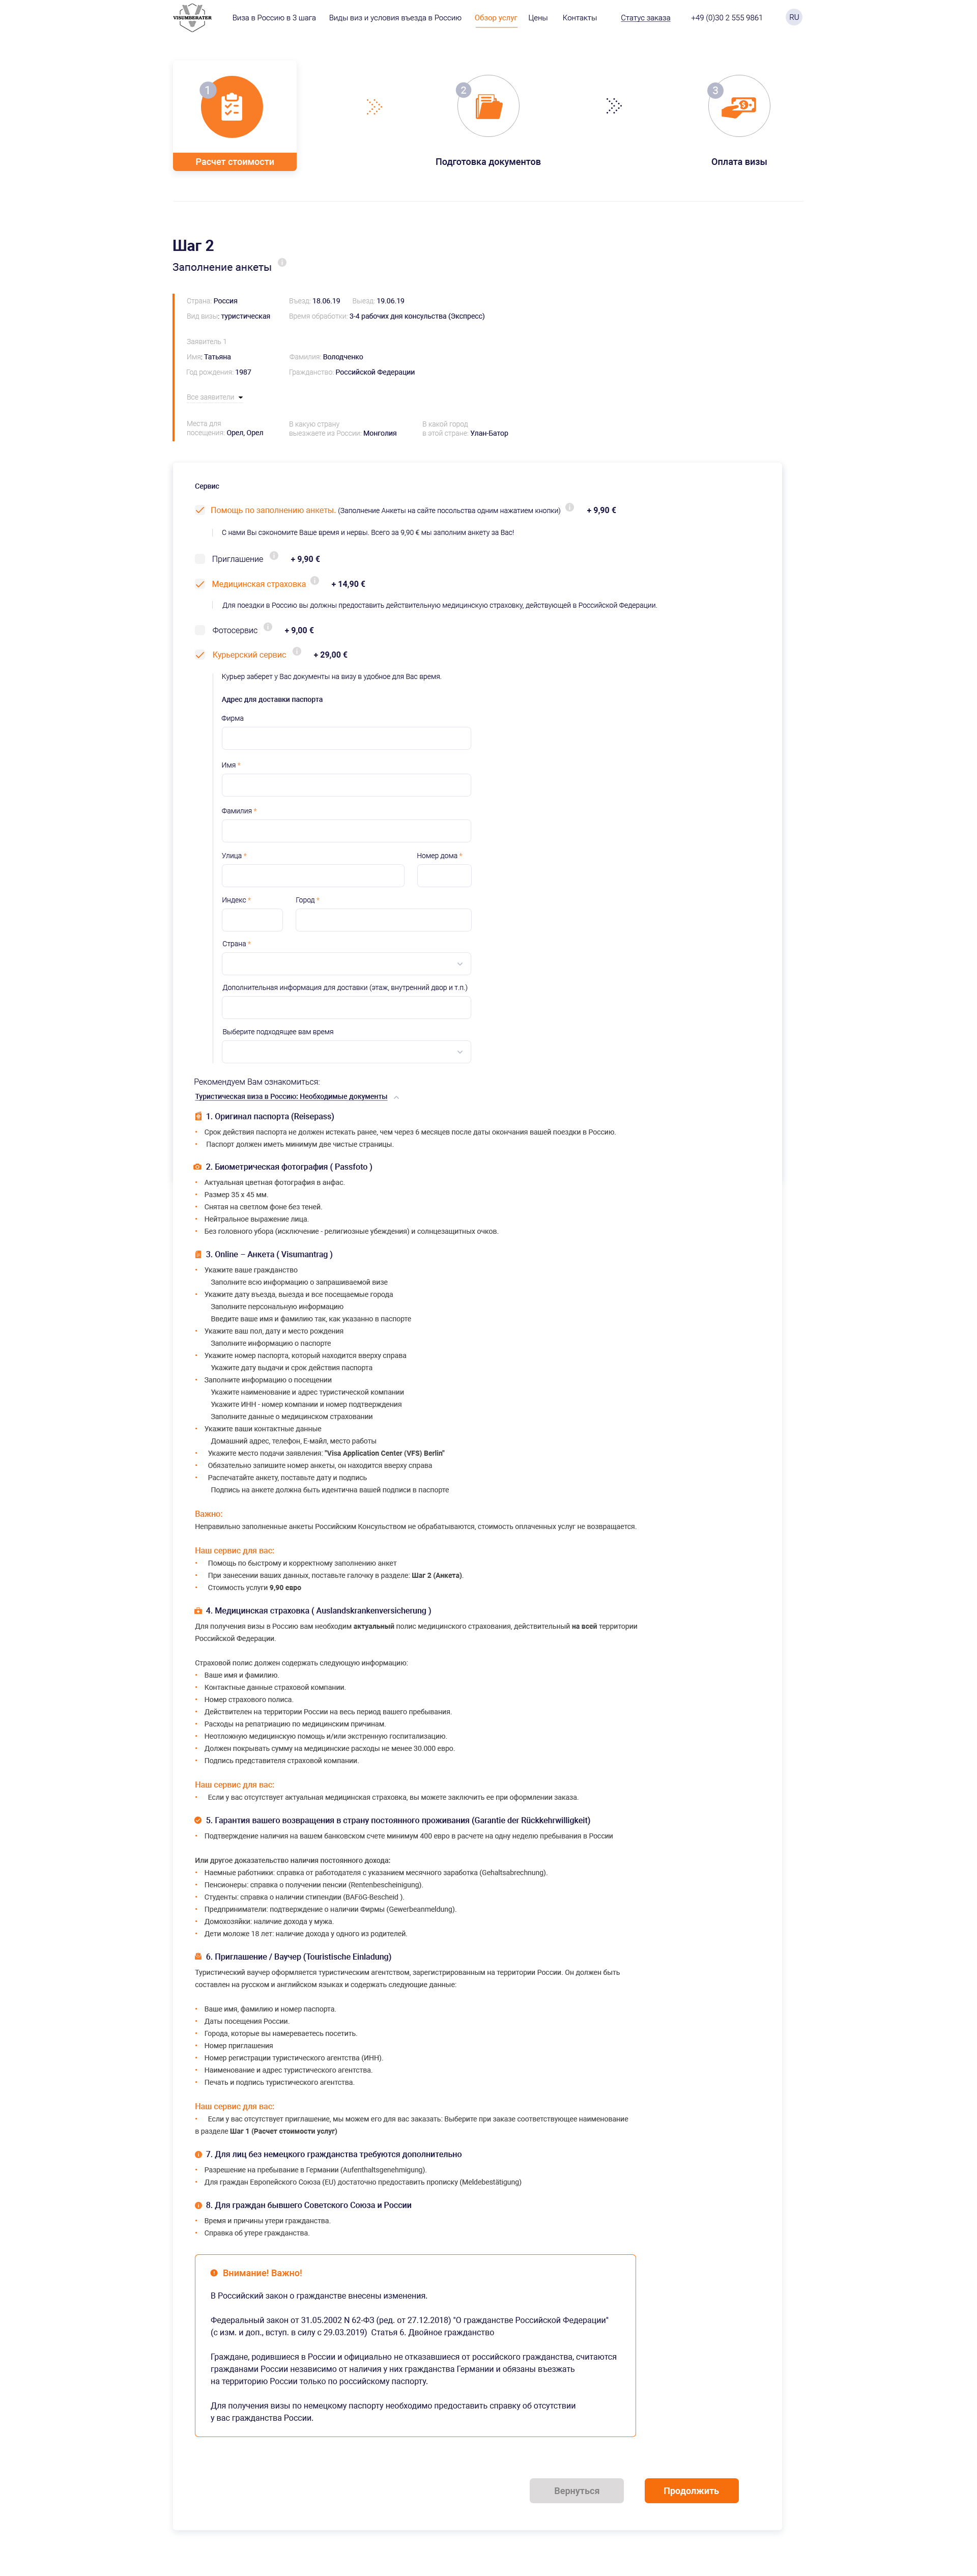 VISUMBERATER
Виза в Россию в 3 шага Виды виз и условия въезда в Россию Обзор услуг Цены Контакты Статус заказа +49 (0)30 2 555 9861 RU
1 2 3
Расчет стоимости Подготовка документов Оплата визы
Шаг 2
Заполнение анкеты
Страна: Россия Въезд: 18.06.19 Выезд: 19.06.19
Вид визы: туристическая Время обработки: 3-4 рабочих дня консульства (Экспресс)
Заявитель 1
Имя: Татьяна Фамилия: Володченко
Год рождения: 1987 Гражданство: Российской Федерации
Все заявители
Места для В какую страну В какой город
посещения: Орел, Орел выезжаете из России: Монголия в этой стране: Улан-Батор
Сервис
Помощь по заполнению анкеты. (Заполнение Анкеты на сайте посольства одним нажатием кнопки) + 9,90 €
С нами Вы сэкономите Ваше время и нервы. Всего за 9,90 € мы заполним анкету за Вас!
Приглашение + 9,90 €
Медицинская страховка + 14,90 €
Для поездки в Россию вы должны предоставить действительную медицинскую страховку, действующей в Российской Федерации.
Фотосервис + 9,00 €
Курьерский сервис + 29,00 €
Курьер заберет у Вас документы на визу в удобное для Вас время.
Адрес для доставки паспорта
Фирма
Имя *
Фамилия *
Улица * Номер дома *
Индекс * Город *
Страна *
Дополнительная информация для доставки (этаж, внутренний двор и т.п.)
Выберите подходящее вам время
Рекомендуем Вам ознакомиться:
Туристическая виза в Россию: Необходимые документы
1. Оригинал паспорта (Reisepass)
• Срок действия паспорта не должен истекать ранее, чем через 6 месяцев после даты окончания вашей поездки в Россию.
• Паспорт должен иметь минимум две чистые страницы.
2. Биометрическая фотография ( Passfoto )
• Актуальная цветная фотография в анфас.
• Размер 35 x 45 мм.
• Снятая на светлом фоне без теней.
• Нейтральное выражение лица.
• Без головного убора (исключение - религиозные убеждения) и солнцезащитных очков.
3. Online – Анкета ( Visumantrag )
• Укажите ваше гражданство
Заполните всю информацию о запрашиваемой визе
• Укажите дату въезда, выезда и все посещаемые города
Заполните персональную информацию
Введите ваше имя и фамилию так, как указанно в паспорте
• Укажите ваш пол, дату и место рождения
Заполните информацию о паспорте
• Укажите номер паспорта, который находится вверху справа
Укажите дату выдачи и срок действия паспорта
• Заполните информацию о посещении
Укажите наименование и адрес туристической компании
Укажите ИНН - номер компании и номер подтверждения
Заполните данные о медицинском страховании
• Укажите ваши контактные данные
Домашний адрес, телефон, Е-майл, место работы
• Укажите место подачи заявления: "Visa Application Center (VFS) Berlin"
• Обязательно запишите номер анкеты, он находится вверху справа
• Распечатайте анкету, поставьте дату и подпись
Подпись на анкете должна быть идентична вашей подписи в паспорте
Важно:
Неправильно заполненные анкеты Российским Консульством не обрабатываются, стоимость оплаченных услуг не возвращается.
Наш сервис для вас:
• Помощь по быстрому и корректному заполнению анкет
• При занесении ваших данных, поставьте галочку в разделе: Шаг 2 (Анкета).
• Стоимость услуги 9,90 евро
4. Медицинская страховка ( Auslandskrankenversicherung )
Для получения визы в Россию вам необходим актуальный полис медицинского страхования, действительный на всей территории
Российской Федерации.
Страховой полис должен содержать следующую информацию:
• Ваше имя и фамилию.
• Контактные данные страховой компании.
• Номер страхового полиса.
• Действителен на территории России на весь период вашего пребывания.
• Расходы на репатриацию по медицинским причинам.
• Неотложную медицинскую помощь и/или экстренную госпитализацию.
• Должен покрывать сумму на медицинские расходы не менее 30.000 евро.
• Подпись представителя страховой компании.
Наш сервис для вас:
• Если у вас отсутствует актуальная медицинская страховка, вы можете заключить ее при оформлении заказа.
5. Гарантия вашего возвращения в страну постоянного проживания (Garantie der Rückkehrwilligkeit)
• Подтверждение наличия на вашем банковском счете минимум 400 евро в расчете на одну неделю пребывания в России
Или другое доказательство наличия постоянного дохода:
• Наемные работники: справка от работодателя с указанием месячного заработка (Gehaltsabrechnung).
• Пенсионеры: справка о получении пенсии (Rentenbescheinigung).
• Студенты: справка о наличии стипендии (BAFöG-Bescheid ).
• Предприниматели: подтверждение о наличии Фирмы (Gewerbeanmeldung).
• Домохозяйки: наличие дохода у мужа.
• Дети моложе 18 лет: наличие дохода у одного из родителей.
6. Приглашение / Ваучер (Touristische Einladung)
Туристический ваучер оформляется туристическим агентством, зарегистрированным на территории России. Он должен быть
составлен на русском и английском языках и содержать следующие данные:
• Ваше имя, фамилию и номер паспорта.
• Даты посещения России.
• Города, которые вы намереваетесь посетить.
• Номер приглашения
• Номер регистрации туристического агентства (ИНН).
• Наименование и адрес туристического агентства.
• Печать и подпись туристического агентства.
Наш сервис для вас:
• Если у вас отсутствует приглашение, мы можем его для вас заказать: Выберите при заказе соответствующее наименование
в разделе Шаг 1 (Расчет стоимости услуг)
7. Для лиц без немецкого гражданства требуются дополнительно
• Разрешение на пребывание в Германии (Aufenthaltsgenehmigung).
• Для граждан Европейского Союза (EU) достаточно предоставить прописку (Meldebestätigung)
8. Для граждан бывшего Советского Союза и России
• Время и причины утери гражданства.
• Справка об утере гражданства.
Внимание! Важно!
В Российский закон о гражданстве внесены изменения.
Федеральный закон от 31.05.2002 N 62-ФЗ (ред. от 27.12.2018) "О гражданстве Российской Федерации"
(с изм. и доп., вступ. в силу с 29.03.2019) Статья 6. Двойное гражданство
Граждане, родившиеся в России и официально не отказавшиеся от российского гражданства, считаются
гражданами России независимо от наличия у них гражданства Германии и обязаны въезжать
на территорию России только по российскому паспорту.
Для получения визы по немецкому паспорту необходимо предоставить справку об отсутствии
у вас гражданства России.
Вернуться Продолжить